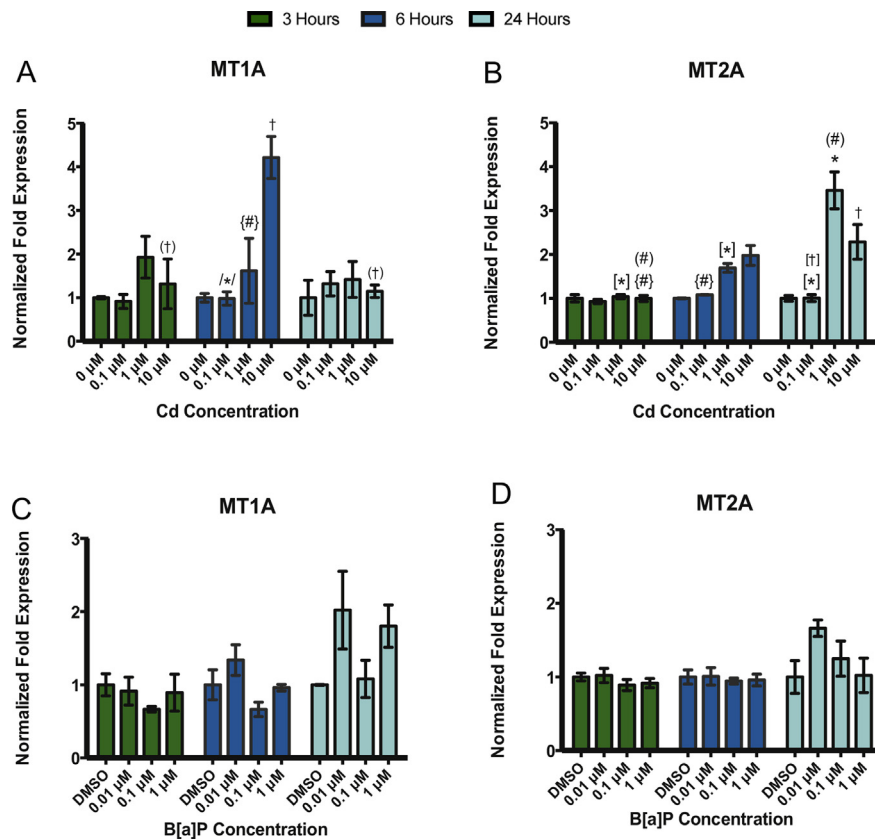 3 Hours 6 Hours 24 Hours
A
MT1A
Normalized Fold Expression
5
4
3
2
1
0
(†)
/*/
{#}
†
(†)
0 µM 0.1 µM 1 µM 10 µM 0 µM 0.1 µM 1 µM 10 µM 0 µM 0.1 µM 1 µM 10 µM
Cd Concentration
B
MT2A
Normalized Fold Expression
5
4
3
2
1
0
[*]
(#)
{#}
{#}
[*]
[†]
[*]
(#)
*
†
0 µM 0.1 µM 1 µM 10 µM 0 µM 0.1 µM 1 µM 10 µM 0 µM 0.1 µM 1 µM 10 µM
Cd Concentration
C
MT1A
Normalized Fold Expression
3
2
1
0
DMSO 0.01 µM 0.1 µM 1 µM DMSO 0.01 µM 0.1 µM 1 µM DMSO 0.01 µM 0.1 µM 1 µM
B[a]P Concentration
D
MT2A
Normalized Fold Expression
3
2
1
0
DMSO 0.01 µM 0.1 µM 1 µM DMSO 0.01 µM 0.1 µM 1 µM DMSO 0.01 µM 0.1 µM 1 µM
B[a]P Concentration